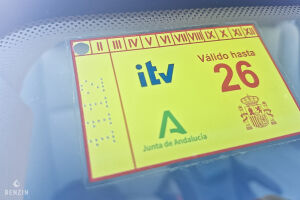 II III IV V VI VII VIII IX X XI XII
itv
Válido hasta
26
Junta de Andalucía
BENZIN